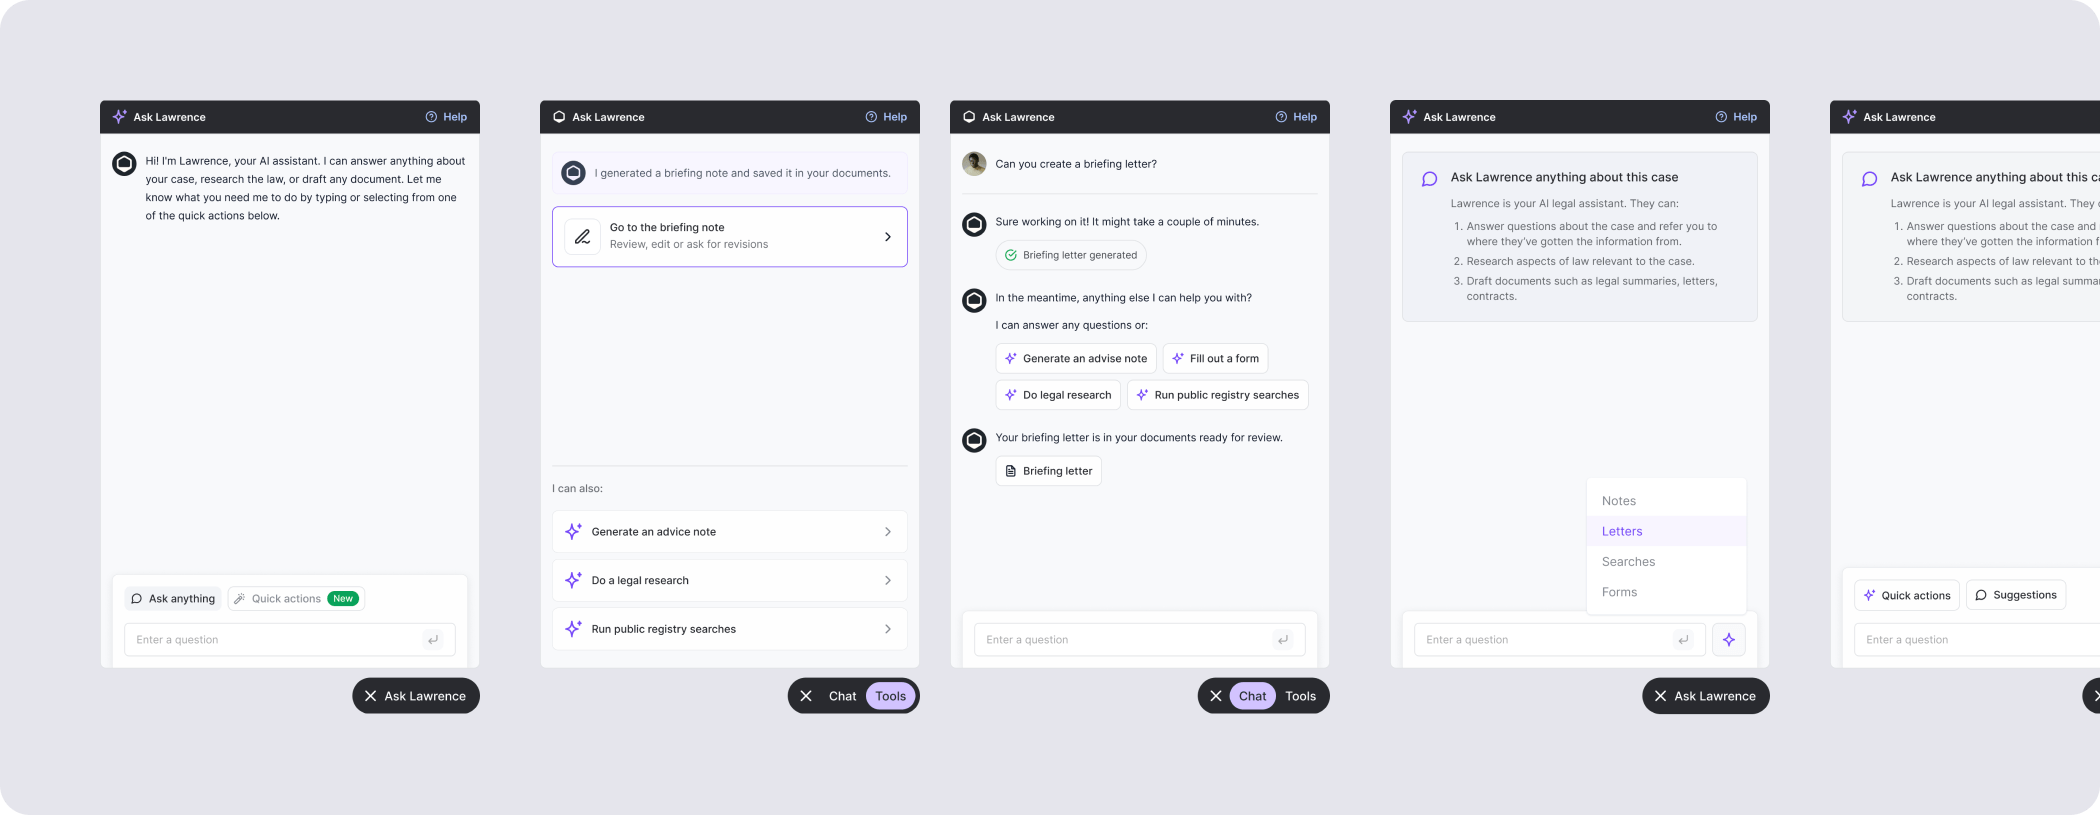 Ask Lawrence
Help
Hi! I'm Lawrence, your AI assistant. I can answer anything about
your case, research the law, or draft any document. Let me
know what you need me to do by typing or selecting from one
of the quick actions below.
Ask anything
Quick actions
New
Enter a question
Ask Lawrence
Ask Lawrence
Help
I generated a briefing note and saved it in your documents.
Go to the briefing note
Review, edit or ask for revisions
I can also:
Generate an advice note
Do a legal research
Run public registry searches
Chat
Tools
Ask Lawrence
Help
Can you create a briefing letter?
Sure working on it! It might take a couple of minutes.
Briefing letter generated
In the meantime, anything else I can help you with?
I can answer any questions or:
Generate an advise note
Fill out a form
Do legal research
Run public registry searches
Your briefing letter is in your documents ready for review.
Briefing letter
Enter a question
Chat
Tools
Ask Lawrence
Help
Ask Lawrence anything about this case
Lawrence is your AI legal assistant. They can:
1. Answer questions about the case and refer you to
where they've gotten the information from.
2. Research aspects of law relevant to the case.
3. Draft documents such as legal summaries, letters,
contracts.
Notes
Letters
Searches
Forms
Enter a question
Ask Lawrence
Ask Lawrence
Ask Lawrence anything about this ca
Lawrence is your AI legal assistant. They c
1. Answer questions about the case and
where they've gotten the information f
2. Research aspects of law relevant to th
3. Draft documents such as legal summa
contracts.
Quick actions
Suggestions
Enter a question